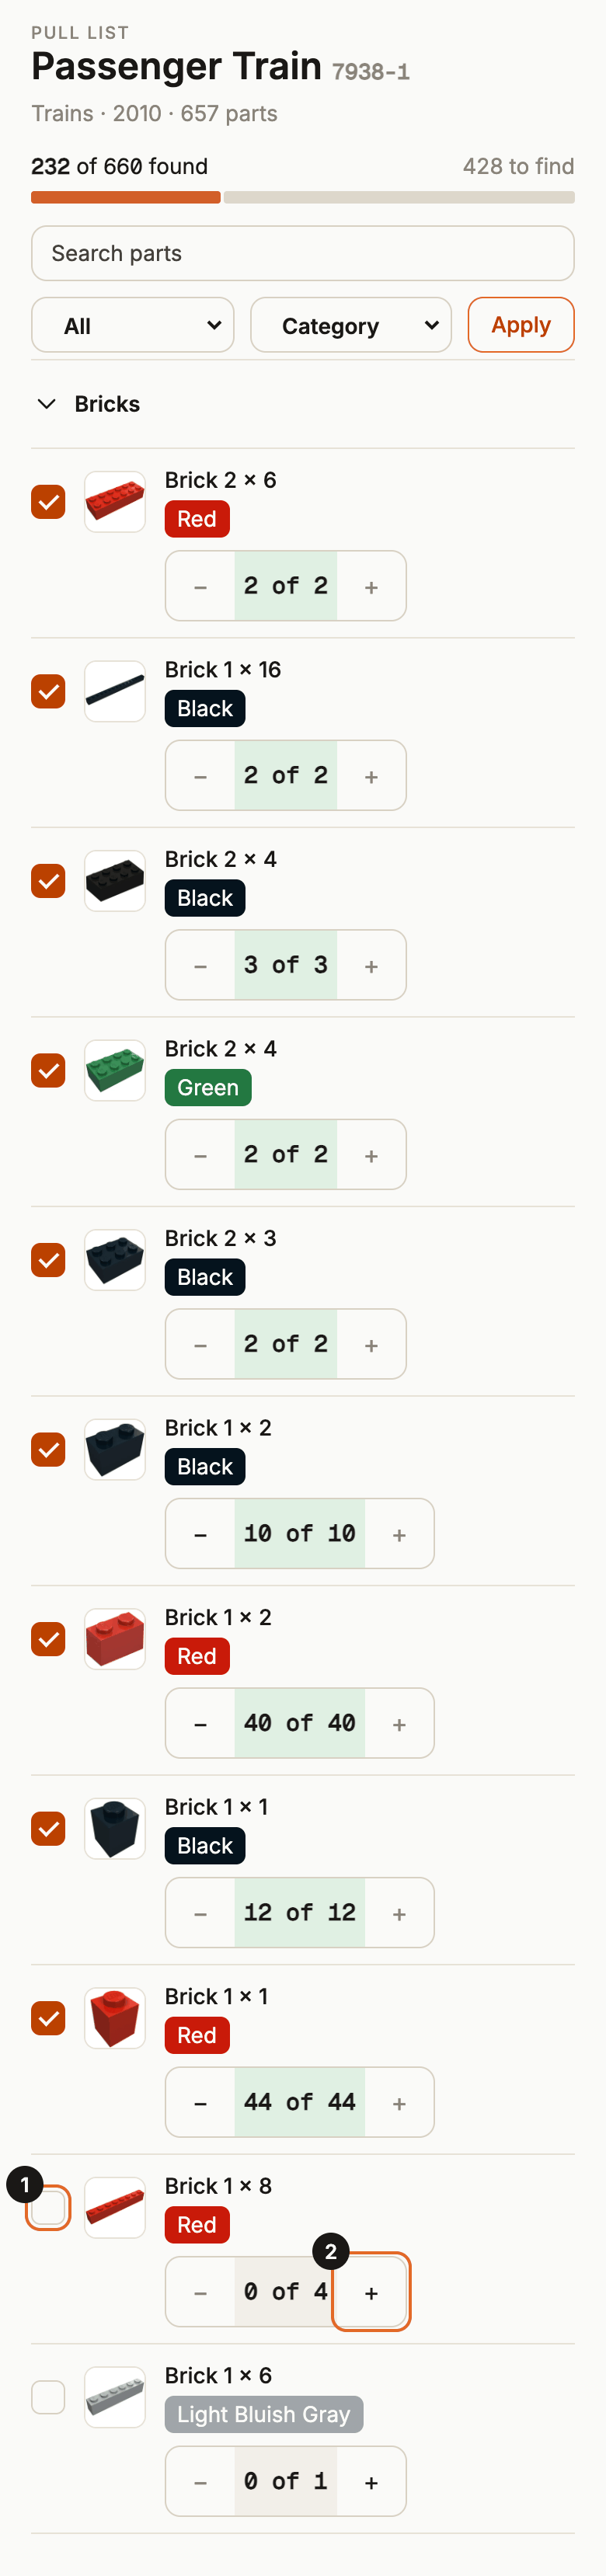 PULL LIST
Passenger Train 7938-1
Trains · 2010 · 657 parts
232 of 660 found 428 to find
Search parts
All Category Apply
Bricks
Brick 2 × 6
Red
− 2 of 2 +
Brick 1 × 16
Black
− 2 of 2 +
Brick 2 × 4
Black
− 3 of 3 +
Brick 2 × 4
Green
− 2 of 2 +
Brick 2 × 3
Black
− 2 of 2 +
Brick 1 × 2
Black
− 10 of 10 +
Brick 1 × 2
Red
− 40 of 40 +
Brick 1 × 1
Black
− 12 of 12 +
Brick 1 × 1
Red
− 44 of 44 +
1
Brick 1 × 8
Red
2
− 0 of 4 +
Brick 1 × 6
Light Bluish Gray
− 0 of 1 +